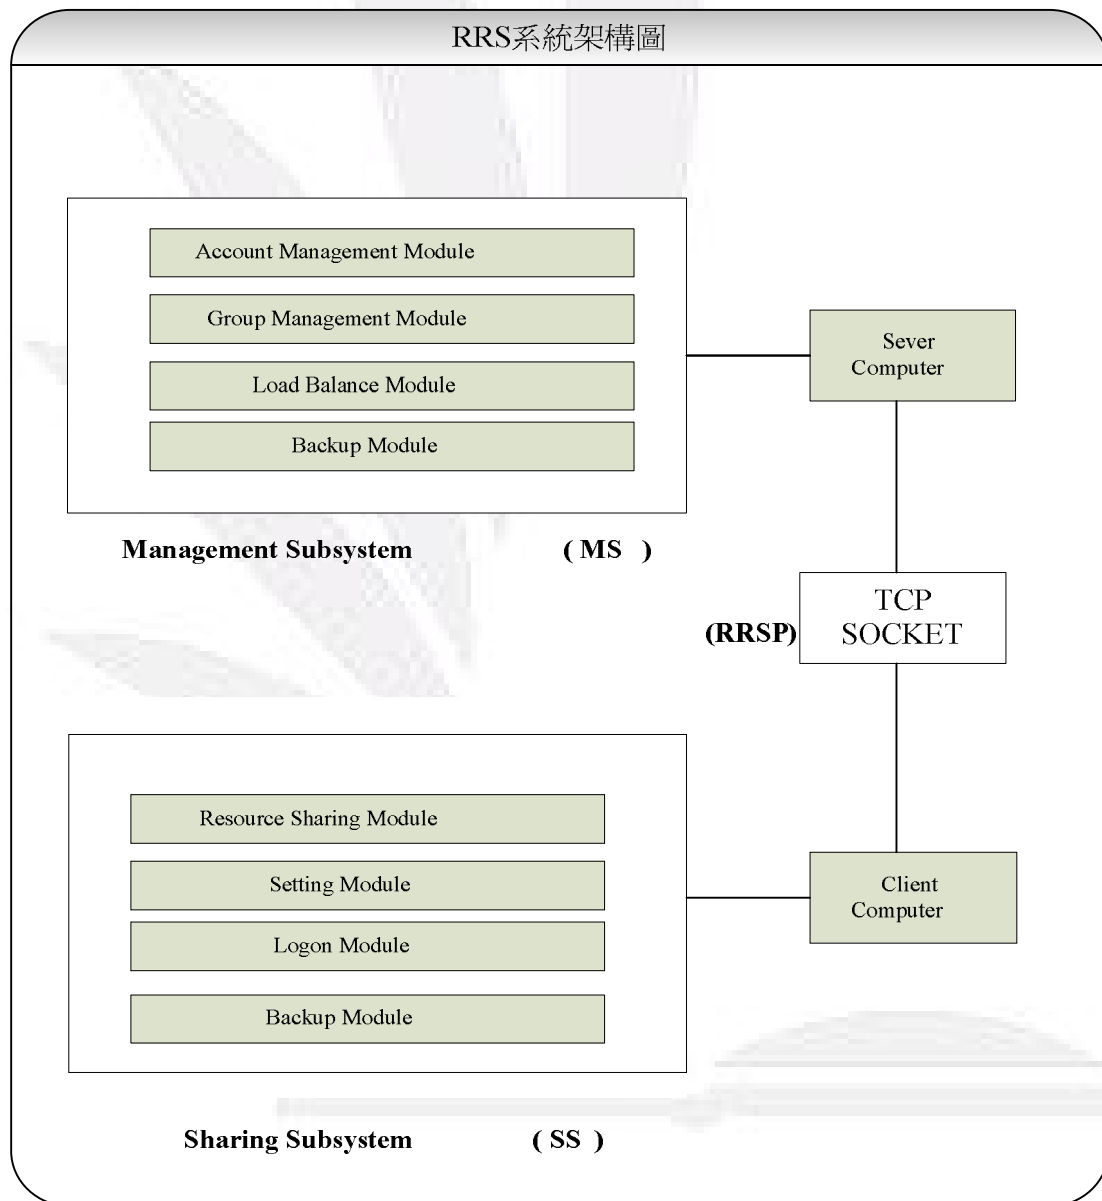 RRS系統架構圖
Account Management Module
Group Management Module
Load Balance Module
Backup Module
Management Subsystem ( MS )
Sever
Computer
(RRSP)
TCP
SOCKET
Resource Sharing Module
Setting Module
Logon Module
Backup Module
Client
Computer
Sharing Subsystem ( SS )